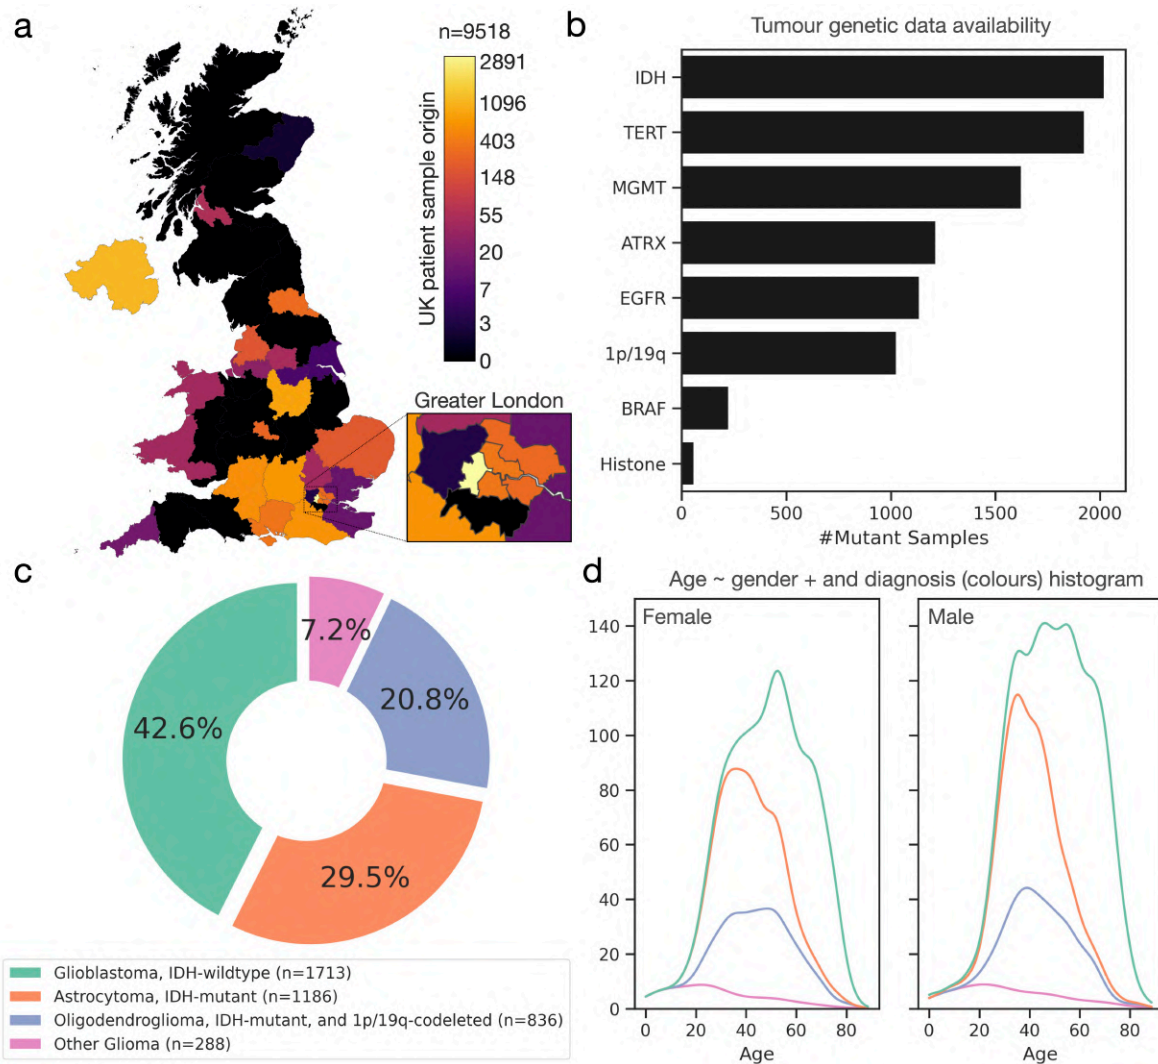 a
n=9518
UK patient sample origin
2891
1096
403
148
55
20
7
3
0
Greater London
b
Tumour genetic data availability
IDH
TERT
MGMT
ATRX
EGFR
1p/19q
BRAF
Histone
0
500
1000
1500
2000
#Mutant Samples
c
7.2%
20.8%
42.6%
29.5%
Glioblastoma, IDH-wildtype (n=1713)
Astrocytoma, IDH-mutant (n=1186)
Oligodendroglioma, IDH-mutant, and 1p/19q-codeleted (n=836)
Other Glioma (n=288)
d
Age ~ gender + and diagnosis (colours) histogram
Female
Male
140
120
100
80
60
40
20
0
0 20 40 60 80
Age
0 20 40 60 80
Age